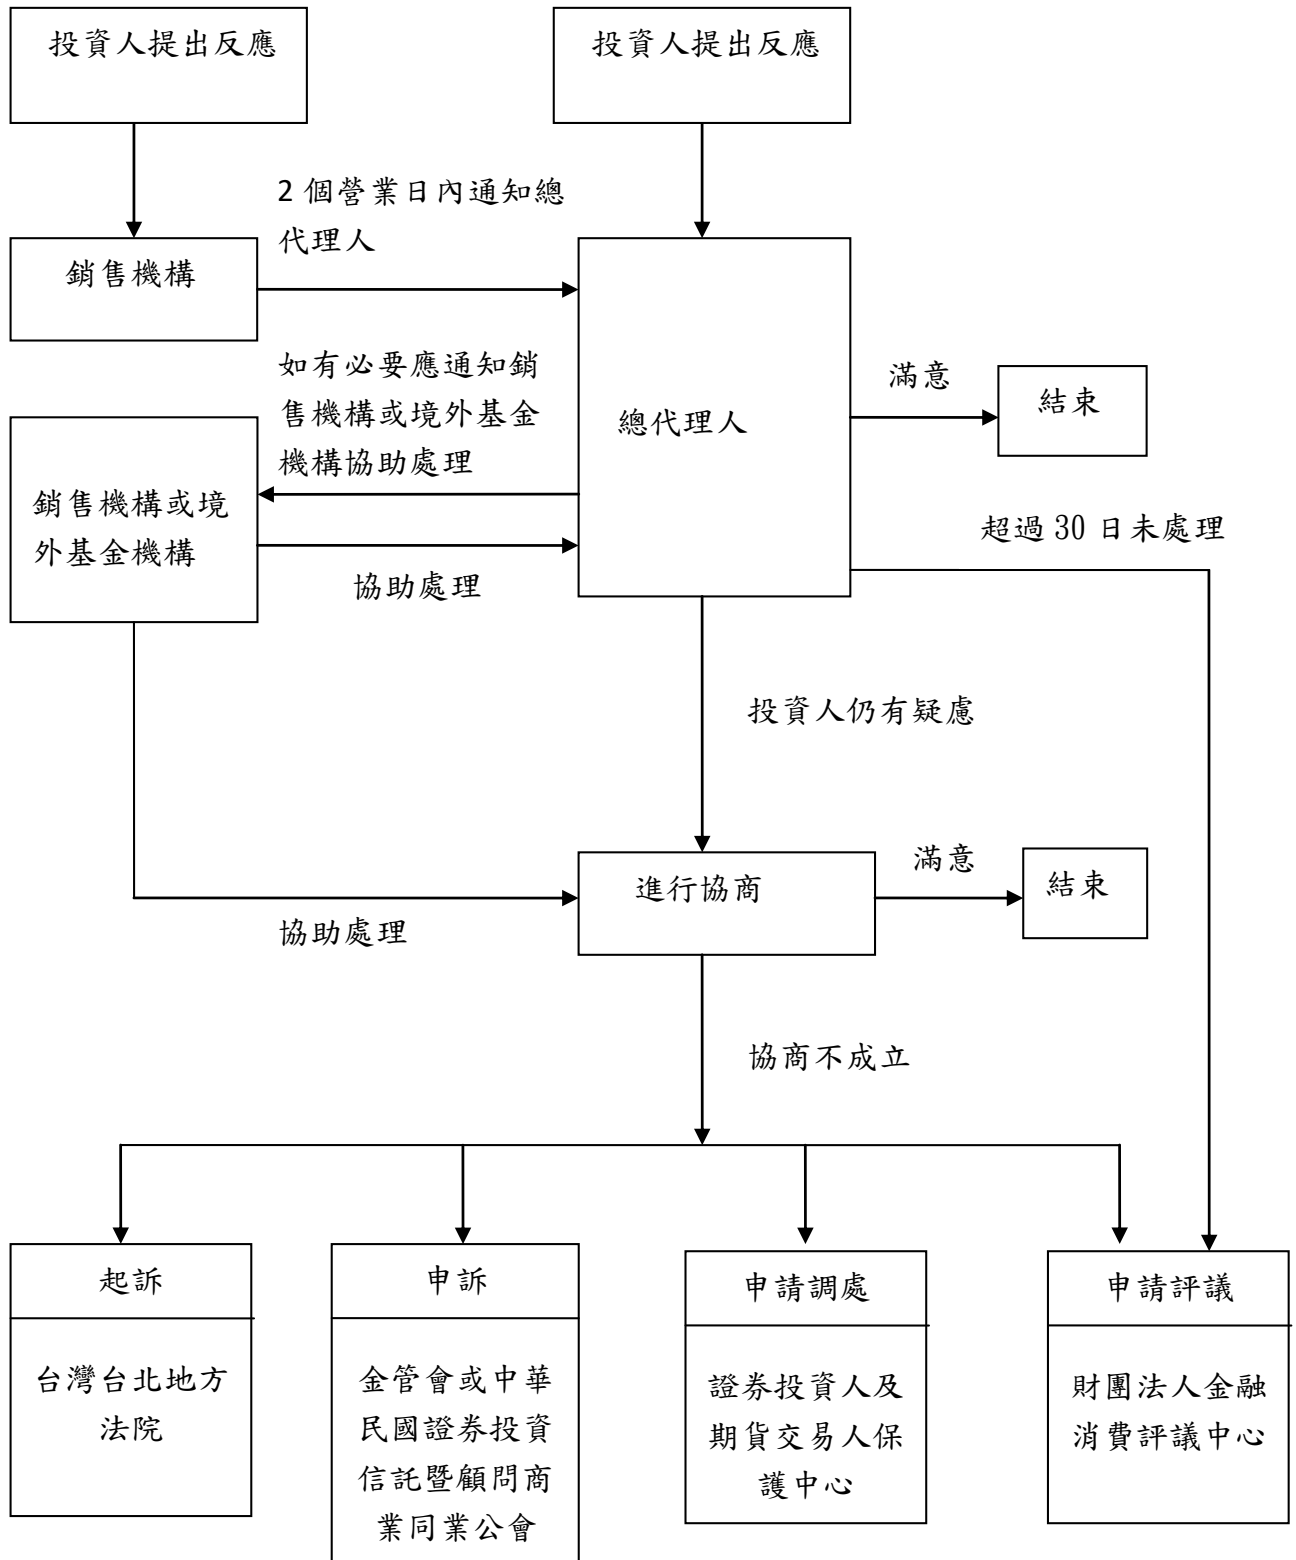 投資人提出反應
投資人提出反應
2 個營業日內通知總
代理人
銷售機構
如有必要應通知銷
售機構或境外基金
機構協助處理
總代理人
滿意
結束
銷售機構或境
外基金機構
協助處理
超過 30 日未處理
投資人仍有疑慮
進行協商
滿意
結束
協助處理
協商不成立
起訴
台灣台北地方
法院
申訴
金管會或中華
民國證券投資
信託暨顧問商
業同業公會
申請調處
證券投資人及
期貨交易人保
護中心
申請評議
財團法人金融
消費評議中心